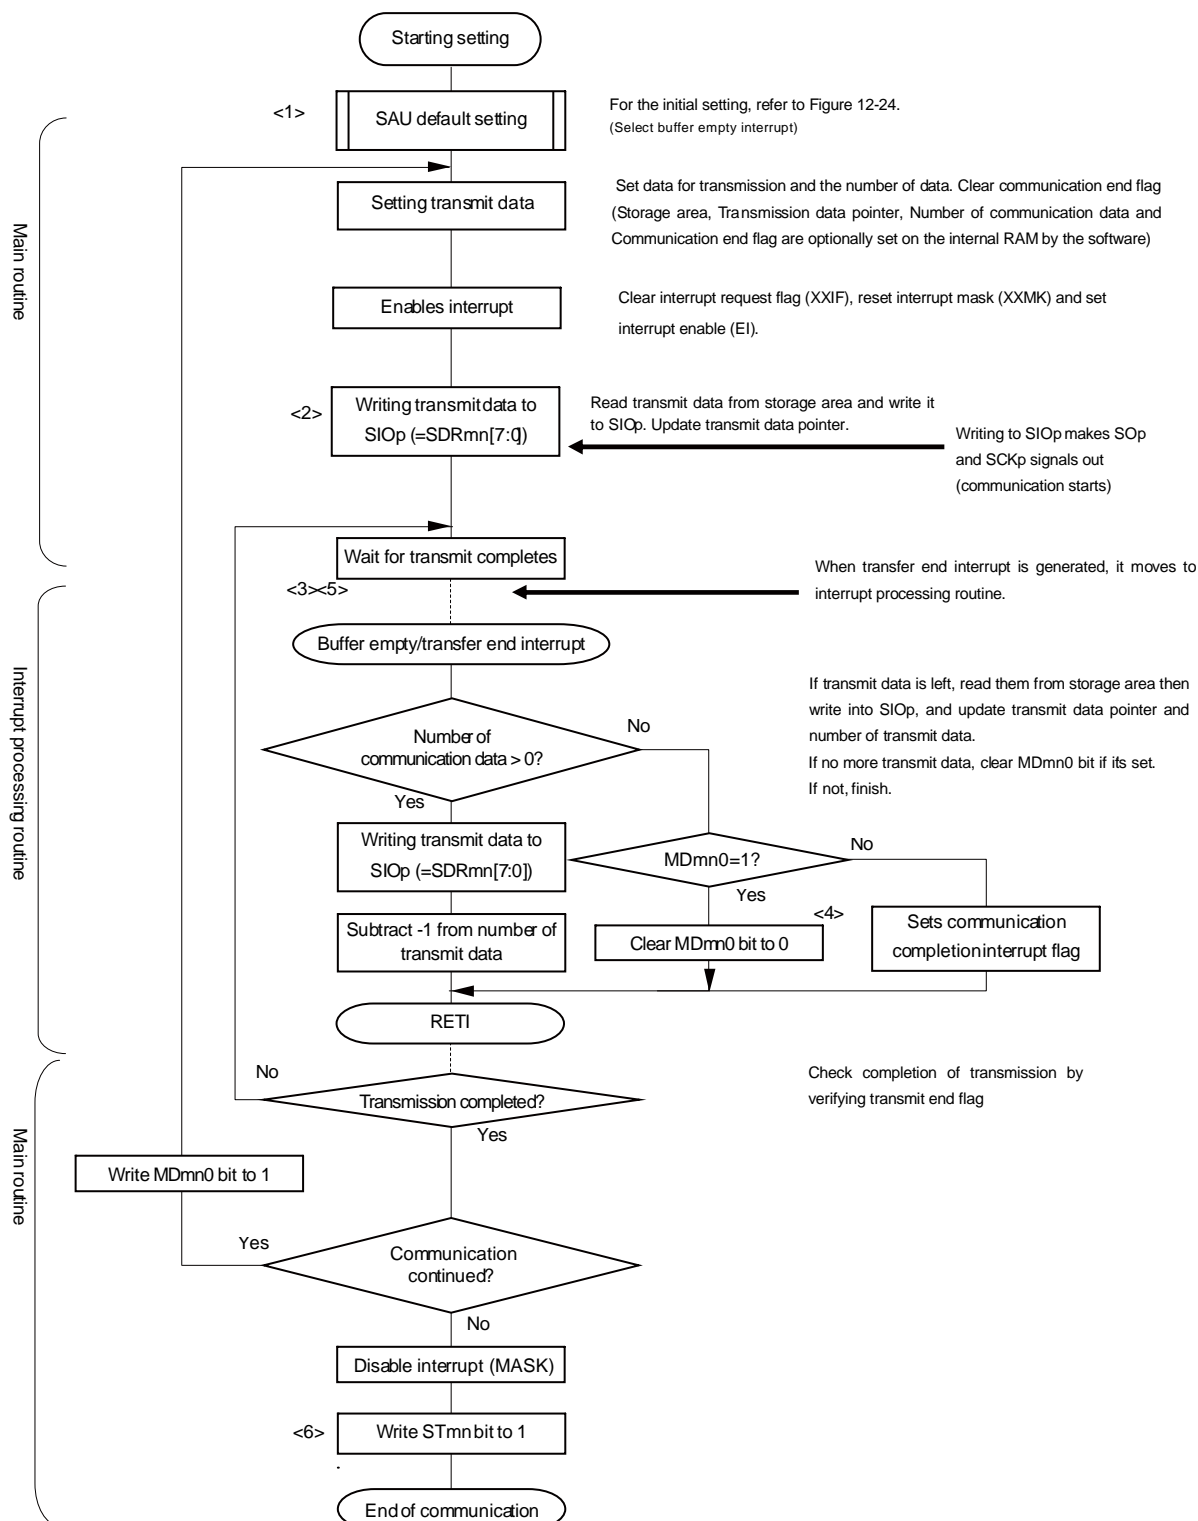 Starting setting
<1>
SAU default setting
For the initial setting, refer to Figure 12-24.
(Select buffer empty interrupt)
Setting transmit data
Set data for transmission and the number of data. Clear communication end flag
(Storage area, Transmission data pointer, Number of communication data and
Communication end flag are optionally set on the internal RAM by the software)
Main routine
Enables interrupt
Clear interrupt request flag (XXIF), reset interrupt mask (XXMK) and set
interrupt enable (EI).
<2>
Writing transmit data to
SIOp (=SDRmn[7:0])
Read transmit data from storage area and write it
to SIOp. Update transmit data pointer.
Writing to SIOp makes SOp
and SCKp signals out
(communication starts)
Wait for transmit completes
<3><5>
When transfer end interrupt is generated, it moves to
interrupt processing routine.
Buffer empty/transfer end interrupt
Interrupt processing routine
Number of
communication data > 0?
No
Yes
If transmit data is left, read them from storage area then
write into SIOp, and update transmit data pointer and
number of transmit data.
If no more transmit data, clear MDmn0 bit if its set.
If not, finish.
Writing transmit data to
SIOp (=SDRmn[7:0])
MDmn0=1?
No
Yes
<4>
Subtract -1 from number of
transmit data
Clear MDmn0 bit to 0
Sets communication
completion interrupt flag
RETI
No
Transmission completed?
Yes
Check completion of transmission by
verifying transmit end flag
Main routine
Write MDmn0 bit to 1
Yes
Communication
continued?
No
Disable interrupt (MASK)
<6>
Write STmn bit to 1
End of communication